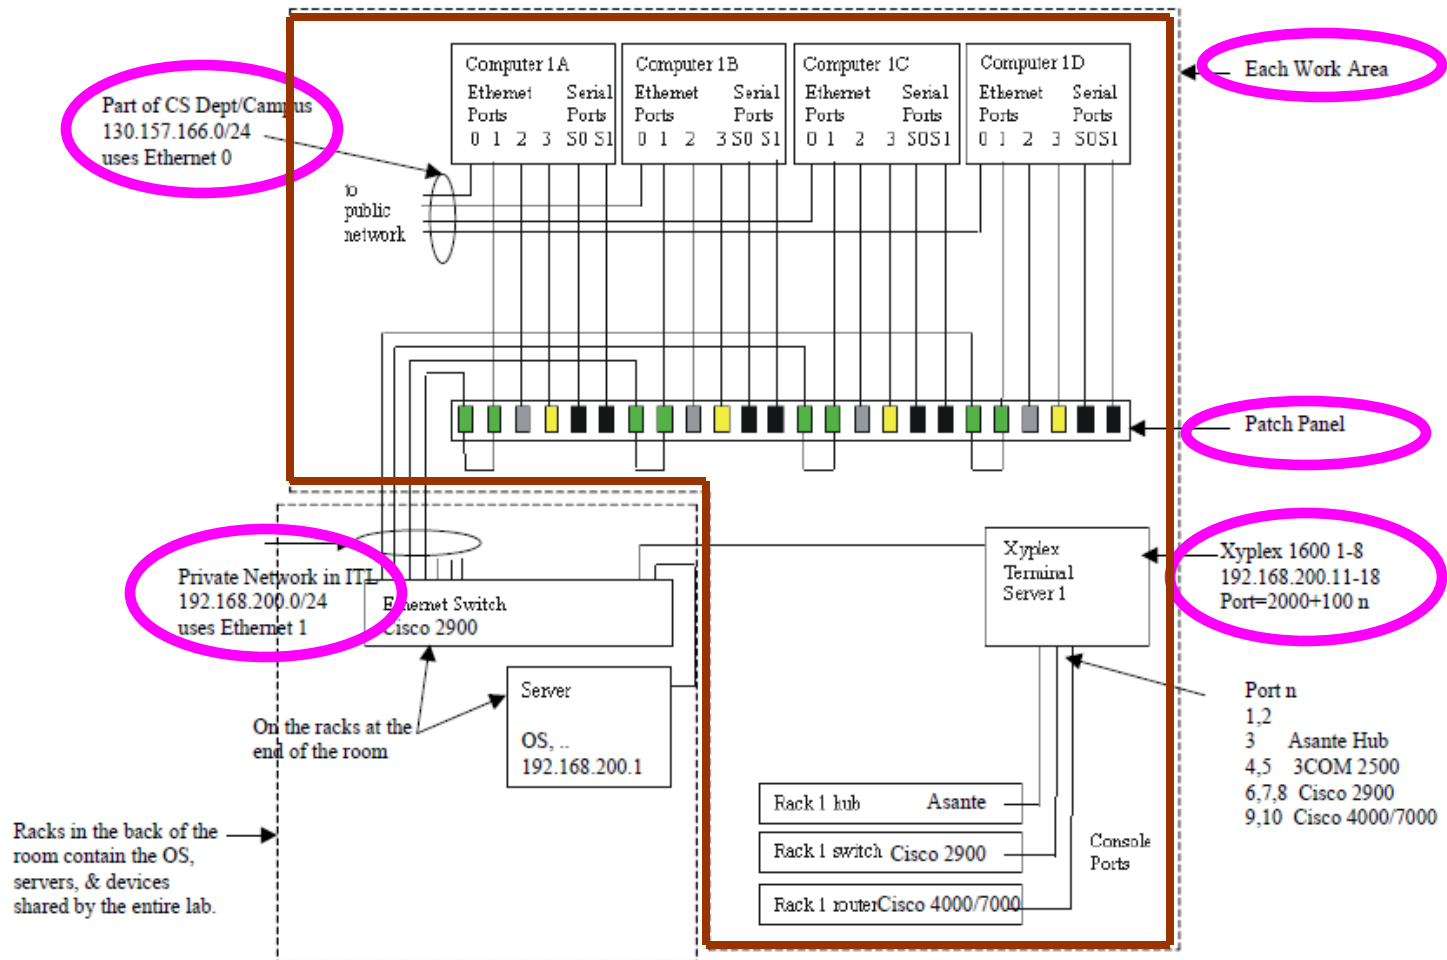 Computer 1A
Ethernet Serial
Ports Ports
0 1 2 3 S0 S1
Computer 1B
Ethernet Serial
Ports Ports
0 1 2 3 S0 S1
Computer 1C
Ethernet Serial
Ports Ports
0 1 2 3 S0 S1
Computer 1D
Ethernet Serial
Ports Ports
0 1 2 3 S0 S1
Each Work Area
Part of CS Dept/Campus
130.157.166.0/24
uses Ethernet 0
to
public
network
Patch Panel
Private Network in ITL
192.168.200.0/24
uses Ethernet 1
Ethernet Switch
Cisco 2900
Xyplex
Terminal
Server 1
Xyplex 1600 1-8
192.168.200.11-18
Port=2000+100 n
Server
OS, ..
192.168.200.1
On the racks at the
end of the room
Port n
1,2
3 Asante Hub
4,5 3COM 2500
6,7,8 Cisco 2900
9,10 Cisco 4000/7000
Rack 1 hub Asante
Rack 1 switch Cisco 2900
Rack 1 router Cisco 4000/7000
Console
Ports
Racks in the back of the
room contain the OS,
servers, & devices
shared by the entire lab.